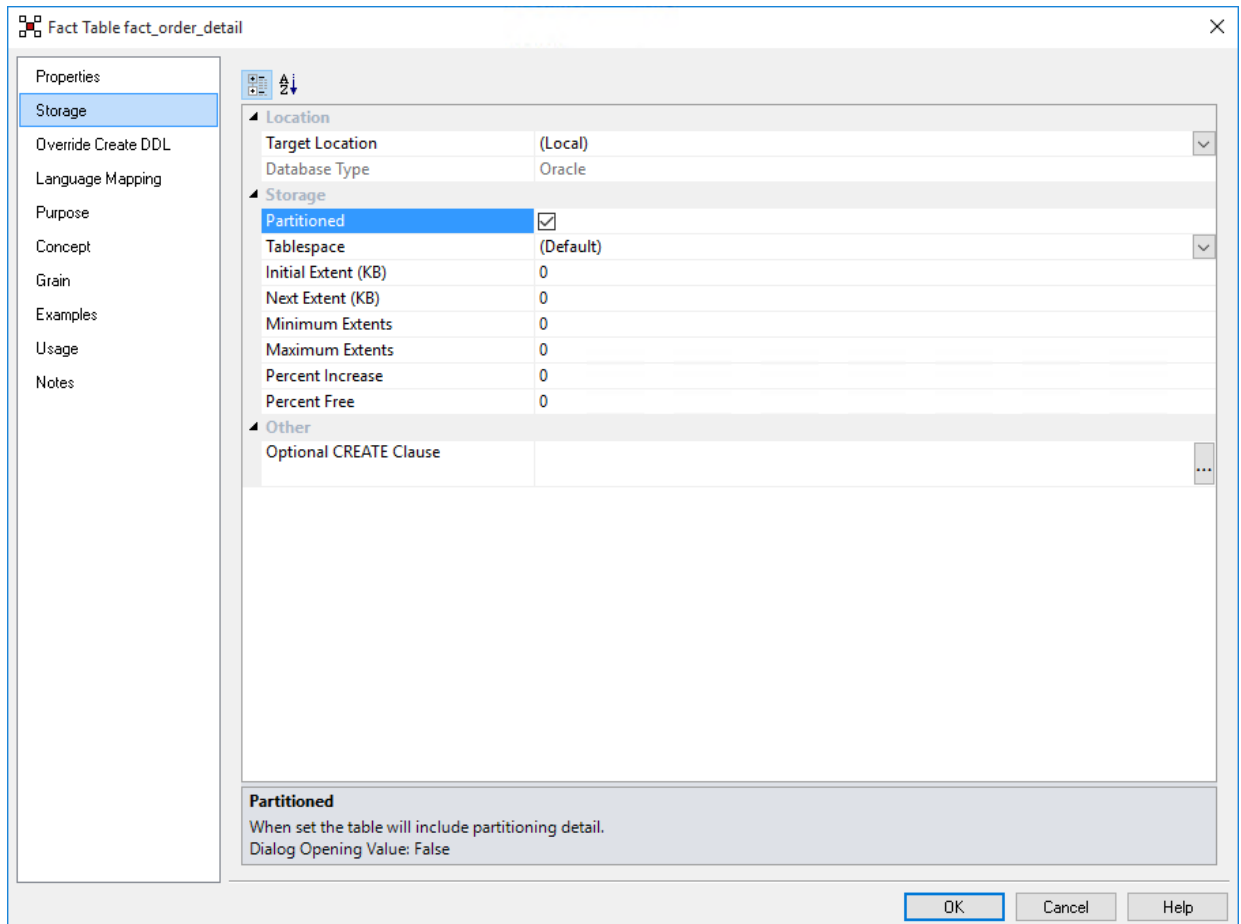 Fact Table fact_order_detail
Properties
Storage
Override Create DDL
Language Mapping
Purpose
Concept
Grain
Examples
Usage
Notes
Location
Target Location (Local)
Database Type Oracle
Storage
Partitioned
Tablespace (Default)
Initial Extent (KB) 0
Next Extent (KB) 0
Minimum Extents 0
Maximum Extents 0
Percent Increase 0
Percent Free 0
Other
Optional CREATE Clause
...
Partitioned
When set the table will include partitioning detail.
Dialog Opening Value: False
OK Cancel Help